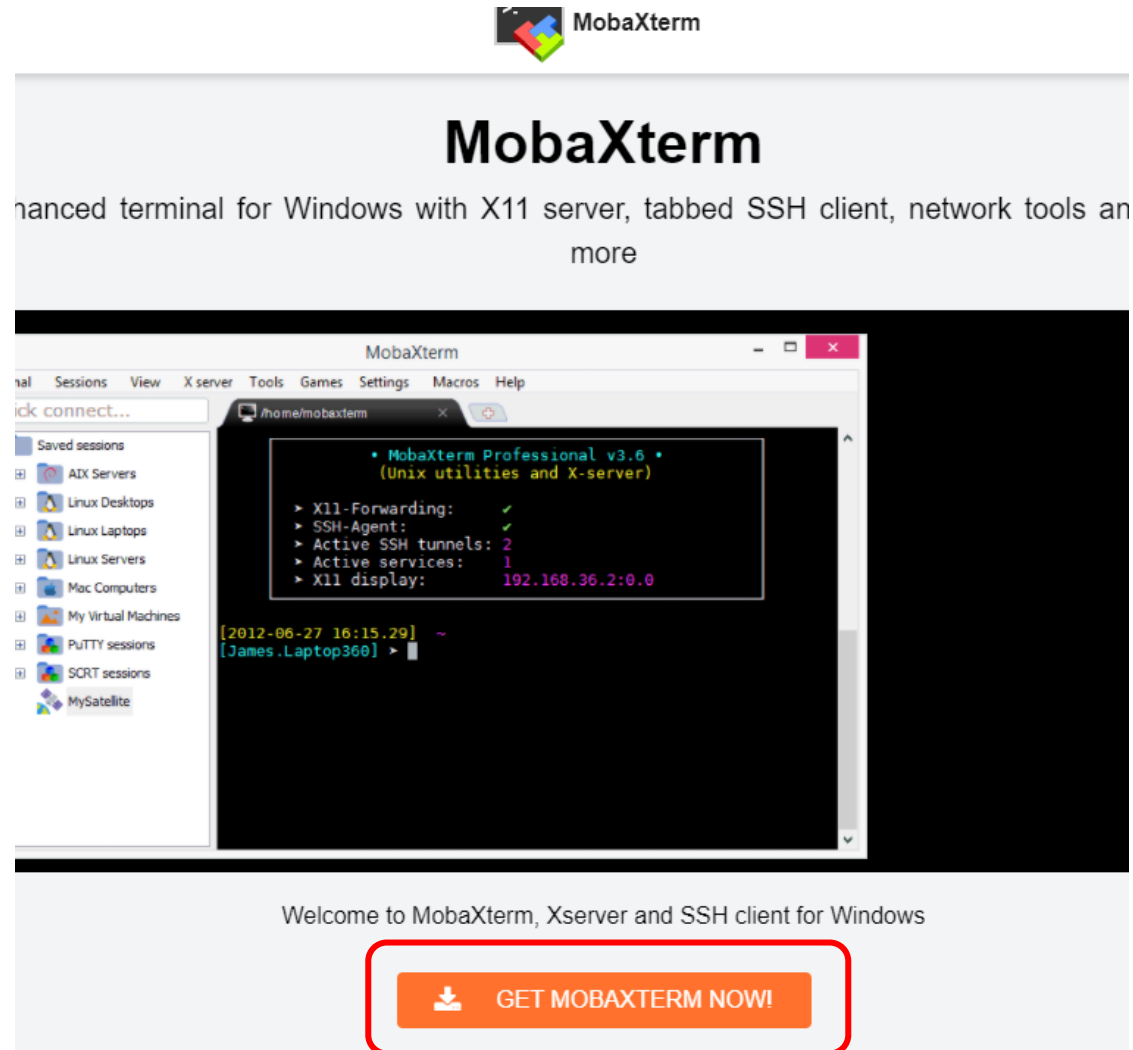 MobaXterm
MobaXterm
hanced terminal for Windows with X11 server, tabbed SSH client, network tools an
more
MobaXterm
nal Sessions View X server Tools Games Settings Macros Help
ick connect...
/home/mobaxterm
Saved sessions
AIX Servers
Linux Desktops
Linux Laptops
Linux Servers
Mac Computers
My Virtual Machines
PuTTY sessions
SCRT sessions
MySatellite
• MobaXterm Professional v3.6 •
(Unix utilities and X-server)
➤ X11-Forwarding: ✔
➤ SSH-Agent: ✔
➤ Active SSH tunnels: 2
➤ Active services: 1
➤ X11 display: 192.168.36.2:0.0
[2012-06-27 16:15.29] ~
[James.Laptop360] ➤
Welcome to MobaXterm, Xserver and SSH client for Windows
GET MOBAXTERM NOW!